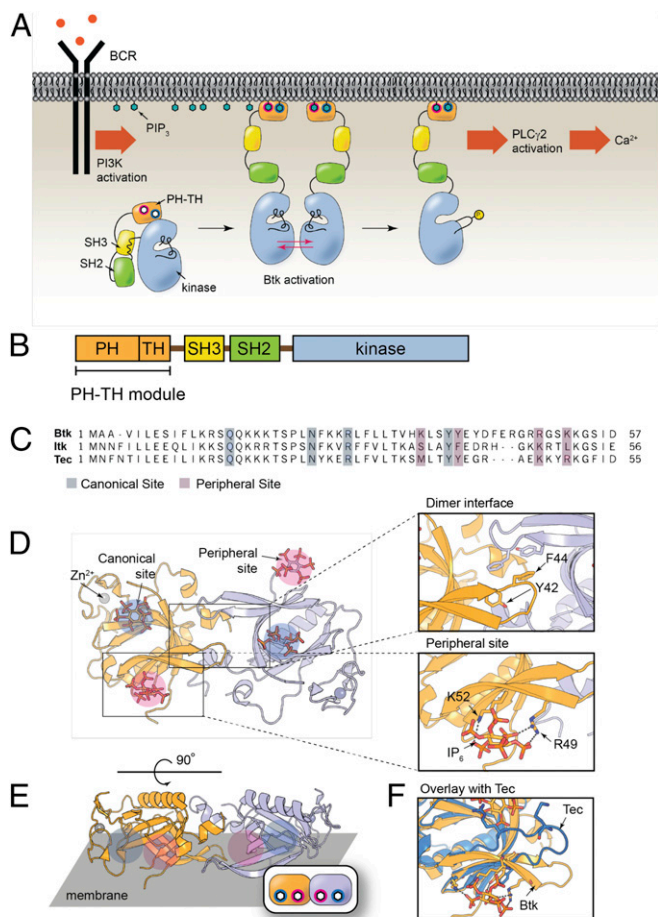 A
BCR
PIP3
PI3K
activation
PLCγ2
activation
Ca2+
PH-TH
SH3
SH2
kinase
Btk activation
P
B
PH TH SH3 SH2 kinase
PH-TH module
C
Btk 1 MAA·VILESIFLKRSQQKKKTSPLNFKKRLFLLTVHKLSYYEYDFERGRRGSKKGSID 57
Itk 1 MNNFILLEEQLIKKSQQKRRTSPLNFKVRFFVLTKASLAYFEDRH·GKKRTLKGSIE 56
Tec 1 MNFNTILEEILIKRSQQKKKTSPLNYKERLFVLTKSMLTYYEGR··AEKKYRKGFID 55
Canonical Site Peripheral Site
D
Zn2+
Canonical
site
Peripheral
site
Dimer interface
F44
Y42
Peripheral site
K52
IP6
R49
90°
E
membrane
F
Overlay with Tec
Tec
Btk